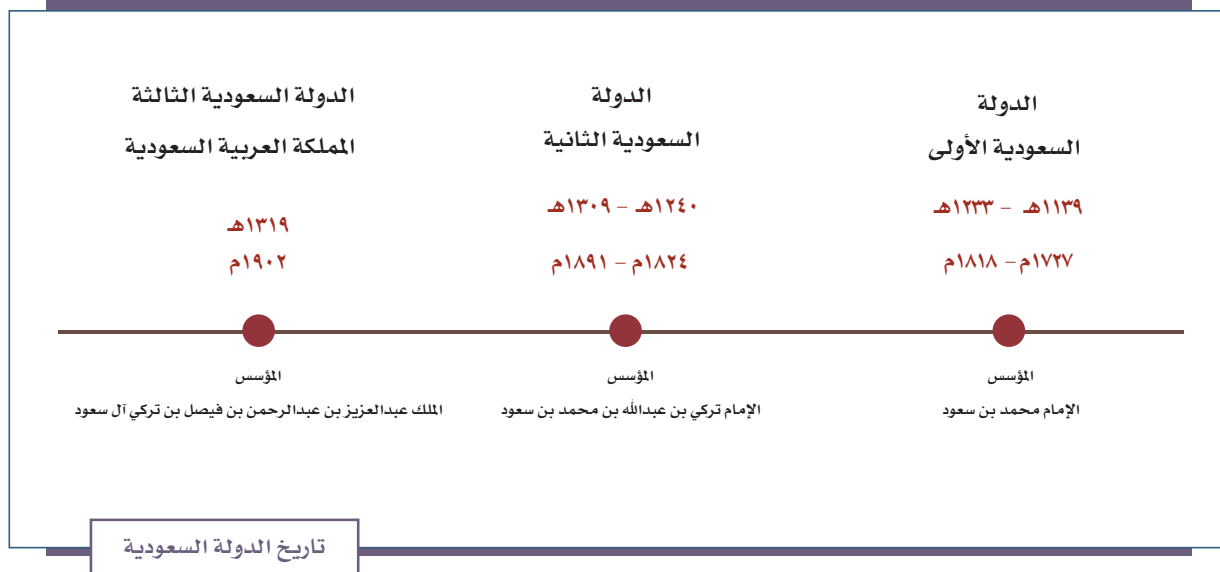 الدولة
السعودية الأولى
١١٣٩هـ – ١٢٣٣هـ
١٧٢٧م – ١٨١٨م
المؤسس
الإمام محمد بن سعود
الدولة
السعودية الثانية
١٢٤٠هـ – ١٣٠٩هـ
١٨٢٤م – ١٨٩١م
المؤسس
الإمام تركي بن عبدالله بن محمد بن سعود
الدولة السعودية الثالثة
المملكة العربية السعودية
١٣١٩هـ
١٩٠٢م
المؤسس
الملك عبدالعزيز بن عبدالرحمن بن فيصل بن تركي آل سعود
تاريخ الدولة السعودية